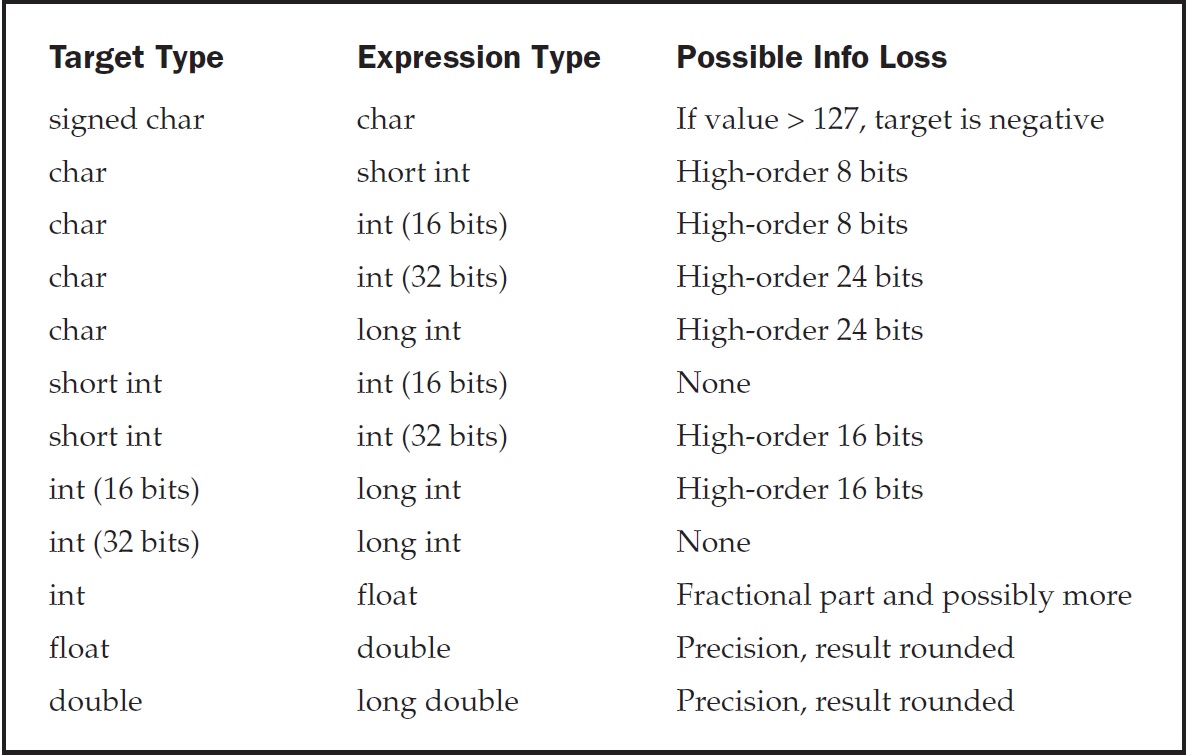 Target Type Expression Type Possible Info Loss
signed char char If value > 127, target is negative
char short int High-order 8 bits
char int (16 bits) High-order 8 bits
char int (32 bits) High-order 24 bits
char long int High-order 24 bits
short int int (16 bits) None
short int int (32 bits) High-order 16 bits
int (16 bits) long int High-order 16 bits
int (32 bits) long int None
int float Fractional part and possibly more
float double Precision, result rounded
double long double Precision, result rounded